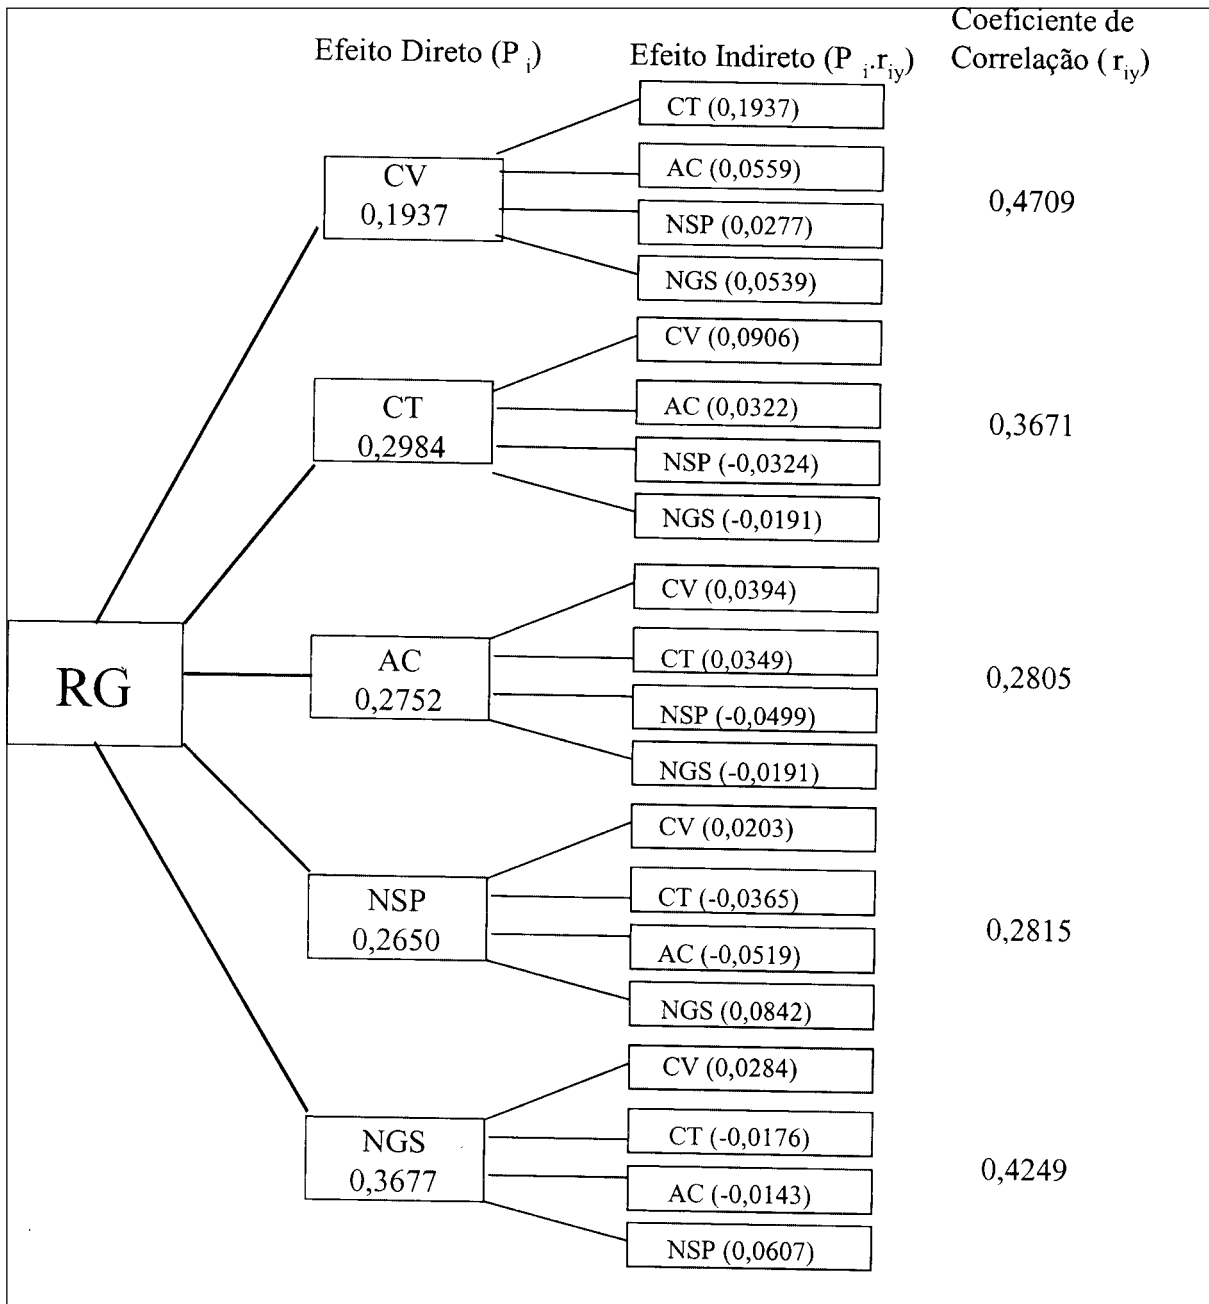 Efeito Direto (P i)
Efeito Indireto (P i.riy)
Coeficiente de
Correlação ( riy)
CV
0,1937
CT (0,1937)
AC (0,0559)
NSP (0,0277)
NGS (0,0539)
0,4709
CT
0,2984
CV (0,0906)
AC (0,0322)
NSP (-0,0324)
NGS (-0,0191)
0,3671
RG
AC
0,2752
CV (0,0394)
CT (0,0349)
NSP (-0,0499)
NGS (-0,0191)
0,2805
NSP
0,2650
CV (0,0203)
CT (-0,0365)
AC (-0,0519)
NGS (0,0842)
0,2815
NGS
0,3677
CV (0,0284)
CT (-0,0176)
AC (-0,0143)
NSP (0,0607)
0,4249